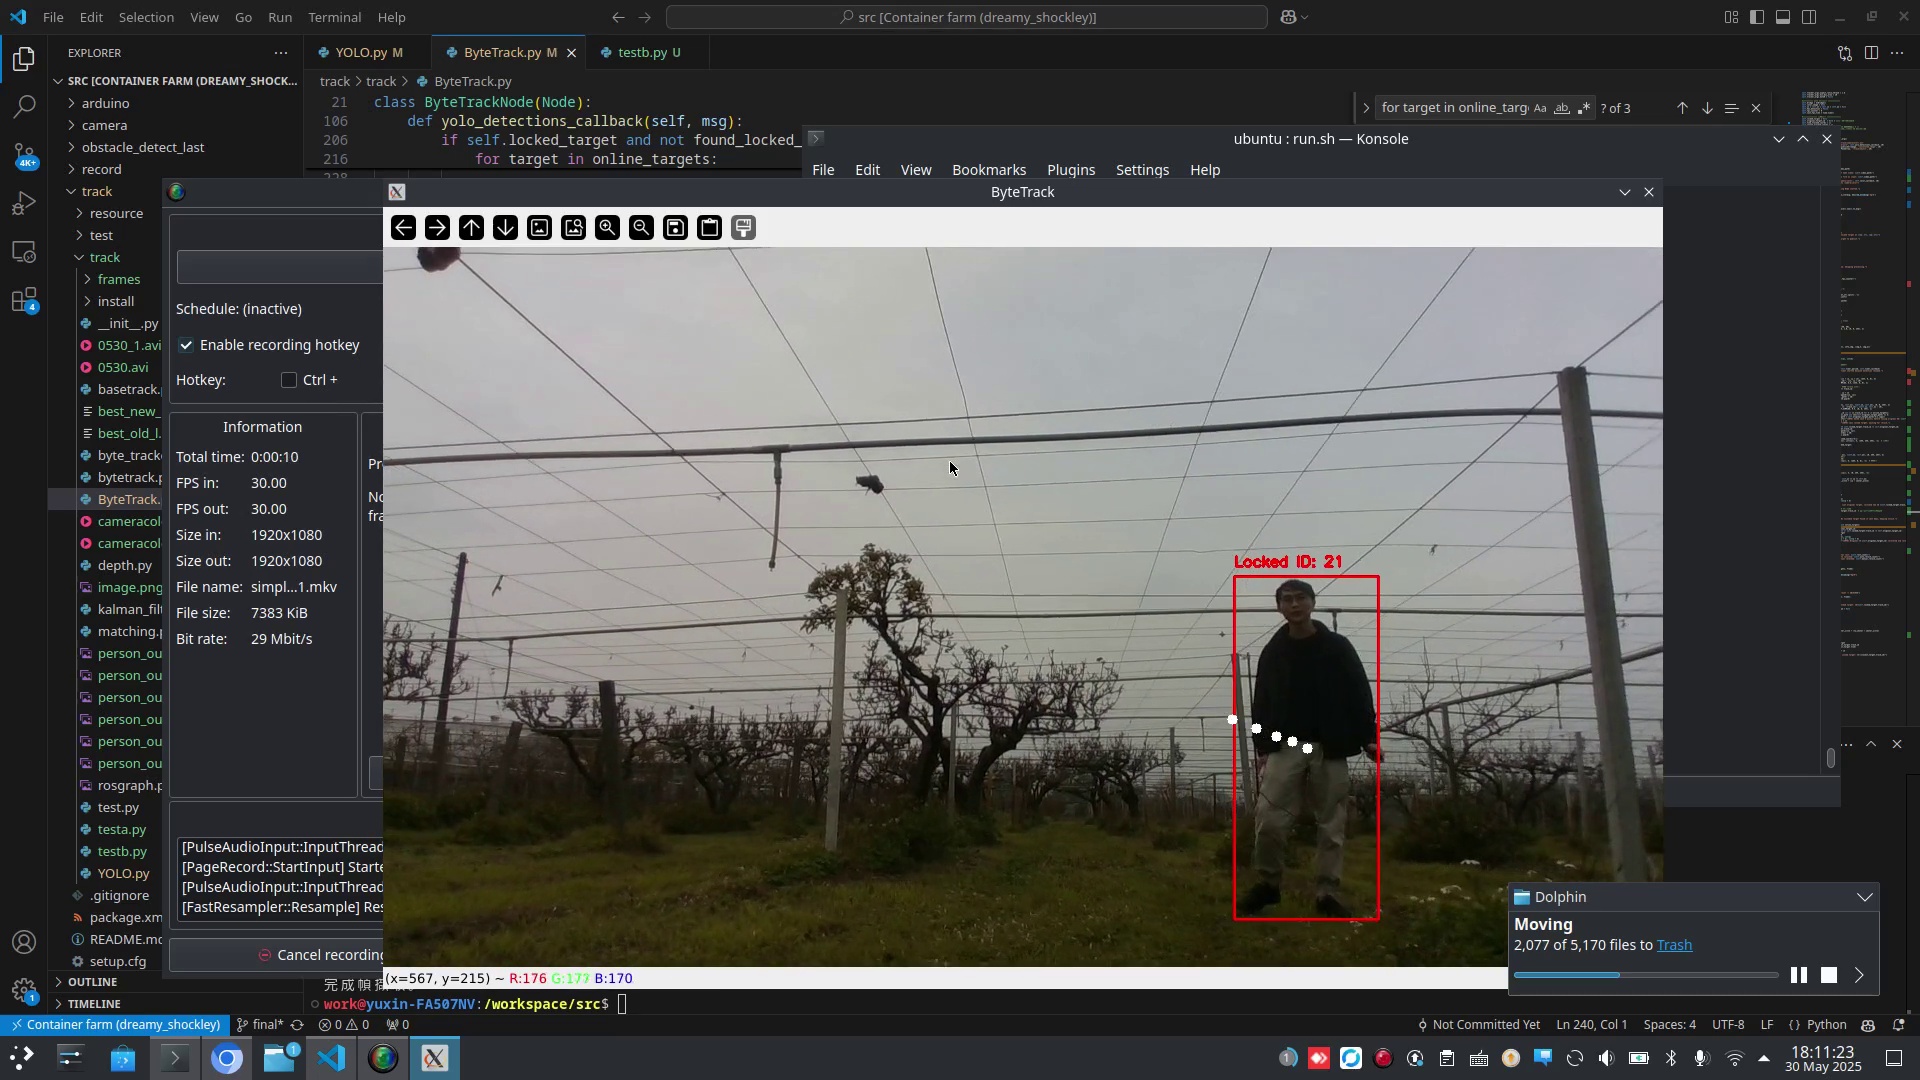 File Edit Selection View Go Run Terminal Help
src [Container farm (dreamy_shockley)]
EXPLORER
SRC [CONTAINER FARM (DREAMY_SHOCK...
arduino
camera
obstacle_detect_last
record
track
resource
test
track
frames
install
__init__.py
0530_1.avi
0530.avi
basetrack.
best_new_
best_old_l.
byte_track
bytetrack.p
ByteTrack.
cameracol
cameracol
depth.py
image.png
kalman_filt
matching.p
person_ou
person_ou
person_ou
person_ou
person_ou
person_ou
rosgraph.p
test.py
testa.py
testb.py
YOLO.py
.gitignore
package.xm
README.md
setup.cfg
OUTLINE
TIMELINE
YOLO.py M
ByteTrack.py M
testb.py U
track > track > ByteTrack.py
21 class ByteTrackNode(Node):
106 def yolo_detections_callback(self, msg):
206 if self.locked_target and not found_locked_
216 for target in online_targets:
for target in online_targ
Aa ab .*
? of 3
ubuntu : run.sh — Konsole
File Edit View Bookmarks Plugins Settings Help
ByteTrack
Schedule: (inactive)
Enable recording hotkey
Hotkey: Ctrl +
Information
Total time: 0:00:10
FPS in: 30.00
FPS out: 30.00
Size in: 1920x1080
Size out: 1920x1080
File name: simpl...1.mkv
File size: 7383 KiB
Bit rate: 29 Mbit/s
Pr
No
fra
[PulseAudioInput::InputThread
[PageRecord::StartInput] Starte
[PulseAudioInput::InputThread
[FastResampler::Resample] Res
Cancel recording
Locked ID: 21
(x=567, y=215) ~ R:176 G:177 B:170
work@yuxin-FA507NV:/workspace/src$
Dolphin
Moving
2,077 of 5,170 files to Trash
Container farm (dreamy_shockley)
final*
0 0
0
Not Committed Yet
Ln 240, Col 1
Spaces: 4
UTF-8
LF
{} Python
4K+
4
1
1
1
18:11:23
30 May 2025